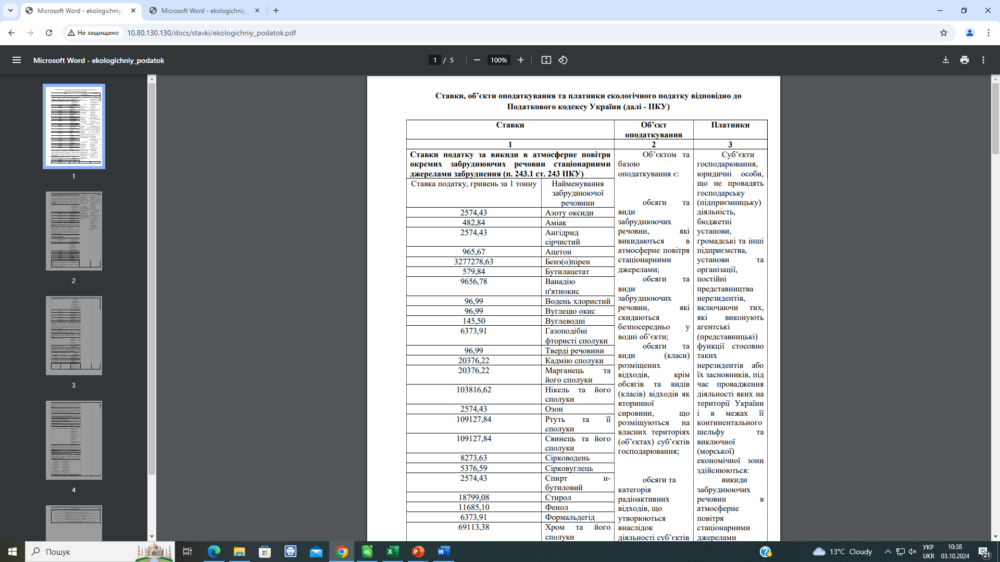 Microsoft Word - ekologichniy_
Microsoft Word - ekologichniy_
Не защищено
10.80.130.130/docs/stavki/ekologichniy_podatok.pdf
Microsoft Word - ekologichniy_podatok
1 / 5
100%
1
2
3
4
Ставки, об’єкти оподаткування та платники екологічного податку відповідно до
Податкового кодексу України (далі - ПКУ)
Ставки
Об’єкт
оподаткування
Платники
1
2
3
Ставки податку за викиди в атмосферне повітря
окремих забруднюючих речовин стаціонарними
джерелами забруднення (п. 243.1 ст. 243 ПКУ)
Ставка податку, гривень за 1 тонну
Найменування
забруднюючої
речовини
2574,43 Азоту оксиди
482,84 Аміак
2574,43 Ангідрид
сірчистий
965,67 Ацетон
3277278,63 Бенз(о)пірен
579,84 Бутилацетат
9656,78 Ванадію
п'ятиокис
96,99 Водень хлористий
96,99 Вуглецю окис
145,50 Вуглеводні
6373,91 Газоподібні
фтористі сполуки
96,99 Тверді речовини
20376,22 Кадмію сполуки
20376,22 Марганець та
його сполуки
103816,62 Нікель та його
сполуки
2574,43 Озон
109127,84 Ртуть та її
сполуки
109127,84 Свинець та його
сполуки
8273,63 Сірководень
5376,59 Сірковуглець
2574,43 Спирт н-
бутиловий
18799,08 Стирол
11685,10 Фенол
6373,91 Формальдегід
69113,38 Хром та його
сполуки
Об’єктом та
базою
оподаткування є:
обсяги та
види
забруднюючих
речовин, які
викидаються в
атмосферне повітря
стаціонарними
джерелами;
обсяги та
види
забруднюючих
речовин, які
скидаються
безпосередньо у
водні об’єкти;
обсяги та
види (класи)
розміщених
відходів, крім
обсягів та видів
(класів) відходів як
вторинної
сировини, що
розміщуються на
власних територіях
(об’єктах) суб’єктів
господарювання;
обсяги та
категорія
радіоактивних
відходів, що
утворюються
внаслідок
діяльності суб’єктів
Суб’єкти
господарювання,
юридичні особи,
що не провадять
господарську
(підприємницьку)
діяльність,
бюджетні
установи,
громадські та інші
підприємства,
установи та
організації,
постійні
представництва
нерезидентів,
включаючи тих,
які виконують
агентські
(представницькі)
функції стосовно
таких
нерезидентів або
їх засновників, під
час провадження
діяльності яких на
території України
і в межах її
континентального
шельфу та
виключної
(морської)
економічної зони
здійснюються:
викиди
забруднюючих
речовин в
атмосферне
повітря
стаціонарними
джерелами
Пошук
13°C Cloudy
УКР
UKR
10:38
03.10.2024
21